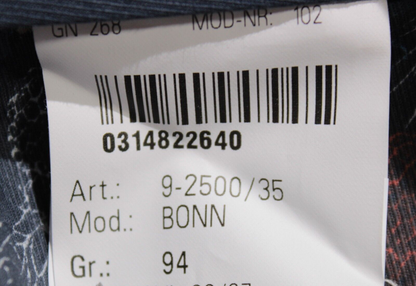 GN 268 MOD-NR: 102
0314822640
Art.: 9-2500/35
Mod.: BONN
Gr.: 94